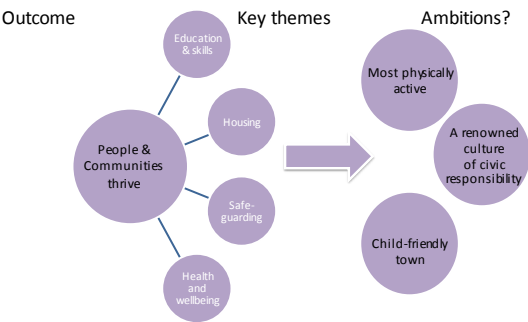 Outcome
Key themes
Ambitions?
Education
& skills
Housing
People &
Communities
thrive
Safe-
guarding
Health
and
wellbeing
Most physically
active
A renowned
culture
of civic
responsibility
Child-friendly
town